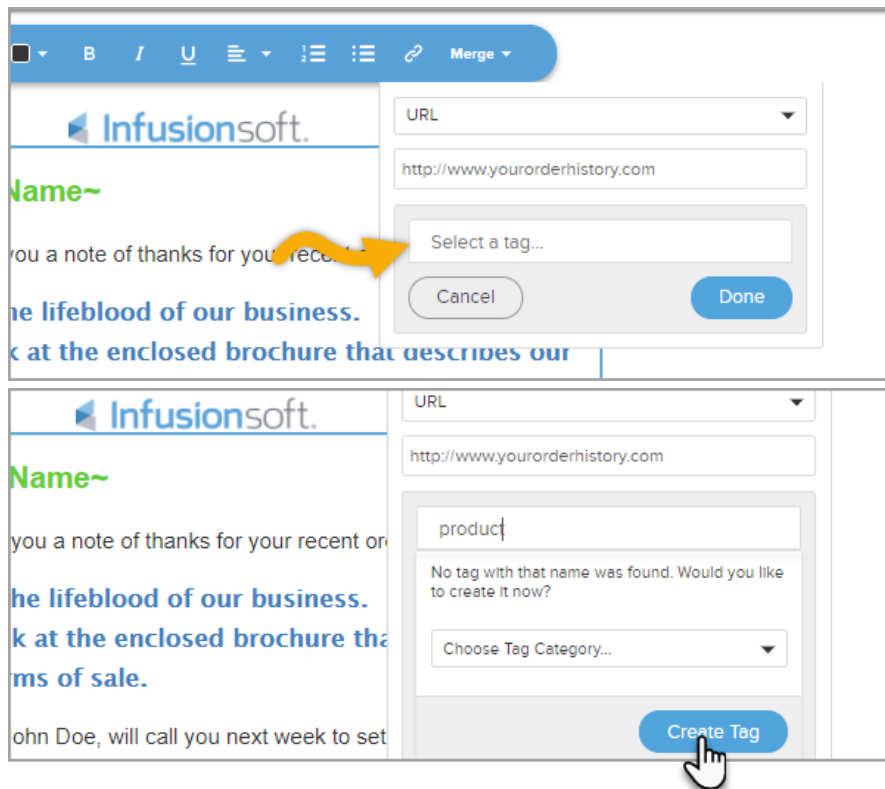 B I U Merge
Infusionsoft.
URL
Name~
http://www.yourorderhistory.com
you a note of thanks for your recent
Select a tag...
Cancel
Done
he lifeblood of our business.
k at the enclosed brochure that describes our
Infusionsoft.
URL
Name~
http://www.yourorderhistory.com
you a note of thanks for your recent or
product
No tag with that name was found. Would you like
to create it now?
he lifeblood of our business.
k at the enclosed brochure tha
Choose Tag Category...
rms of sale.
ohn Doe, will call you next week to set
Create Tag